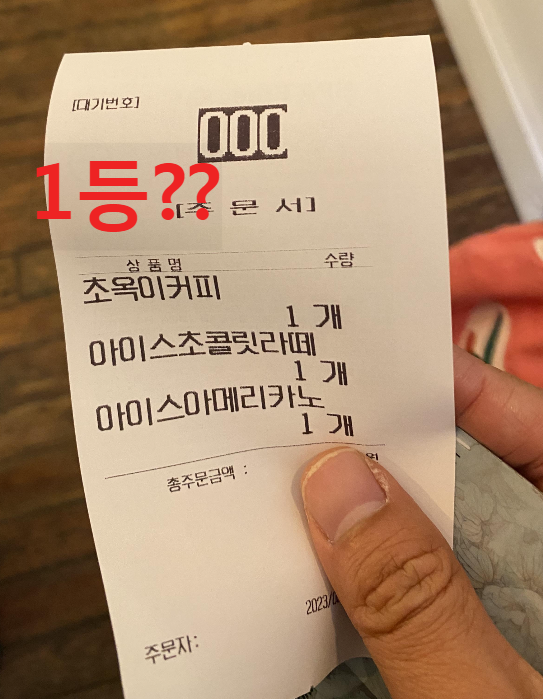 [대기번호]
000
1등??
[주 문 서]
상 품 명 수량
초옥이커피
1 개
아이스초콜릿라떼
1 개
아이스아메리카노
1 개
총주문금액 : 원
2023/0
주문자: